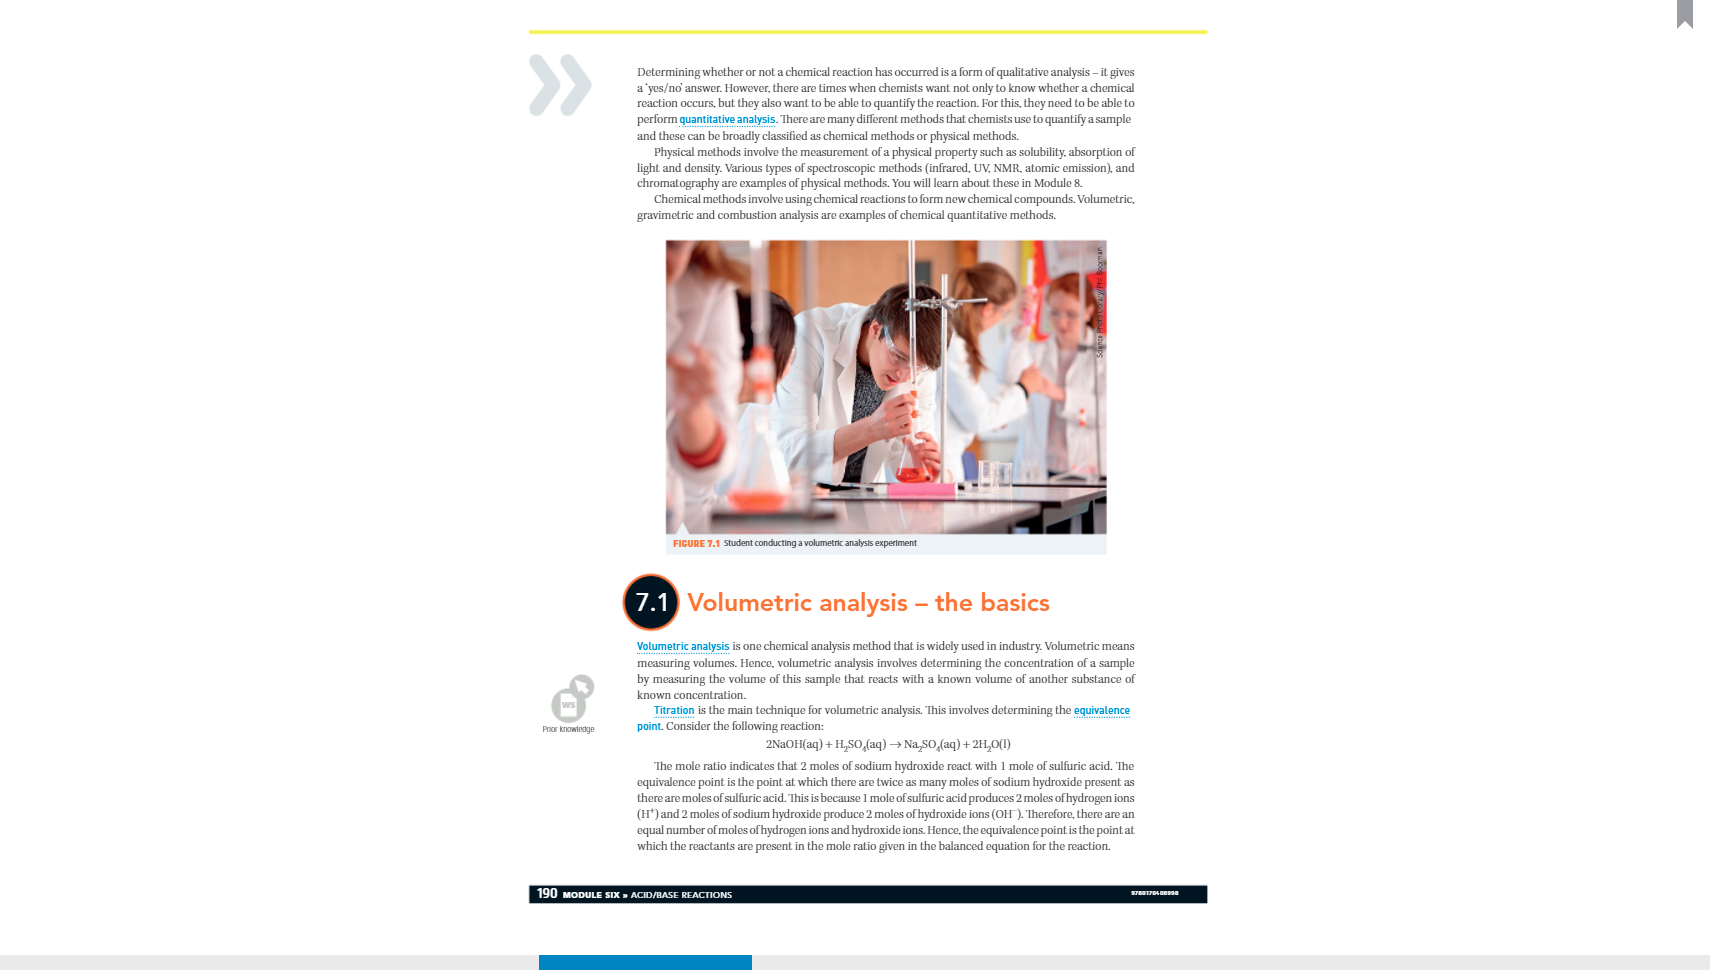 Determining whether or not a chemical reaction has occurred is a form of qualitative analysis – it gives
a 'yes/no' answer. However, there are times when chemists want not only to know whether a chemical
reaction occurs, but they also want to be able to quantify the reaction. For this, they need to be able to
perform quantitative analysis. There are many different methods that chemists use to quantify a sample
and these can be broadly classified as chemical methods or physical methods.
Physical methods involve the measurement of a physical property such as solubility, absorption of
light and density. Various types of spectroscopic methods (infrared, UV, NMR, atomic emission), and
chromatography are examples of physical methods. You will learn about these in Module 8.
Chemical methods involve using chemical reactions to form new chemical compounds. Volumetric,
gravimetric and combustion analysis are examples of chemical quantitative methods.
Science Photo Library/Phil Boorman
FIGURE 7.1 Student conducting a volumetric analysis experiment
7.1 Volumetric analysis – the basics
Volumetric analysis is one chemical analysis method that is widely used in industry. Volumetric means
measuring volumes. Hence, volumetric analysis involves determining the concentration of a sample
by measuring the volume of this sample that reacts with a known volume of another substance of
known concentration.
WS
Prior knowledge
Titration is the main technique for volumetric analysis. This involves determining the equivalence
point. Consider the following reaction:
2NaOH(aq) + H₂SO₄(aq) → Na₂SO₄(aq) + 2H₂O(l)
The mole ratio indicates that 2 moles of sodium hydroxide react with 1 mole of sulfuric acid. The
equivalence point is the point at which there are twice as many moles of sodium hydroxide present as
there are moles of sulfuric acid. This is because 1 mole of sulfuric acid produces 2 moles of hydrogen ions
(H⁺) and 2 moles of sodium hydroxide produce 2 moles of hydroxide ions (OH⁻). Therefore, there are an
equal number of moles of hydrogen ions and hydroxide ions. Hence, the equivalence point is the point at
which the reactants are present in the mole ratio given in the balanced equation for the reaction.
190 MODULE SIX » ACID/BASE REACTIONS
9780170408998